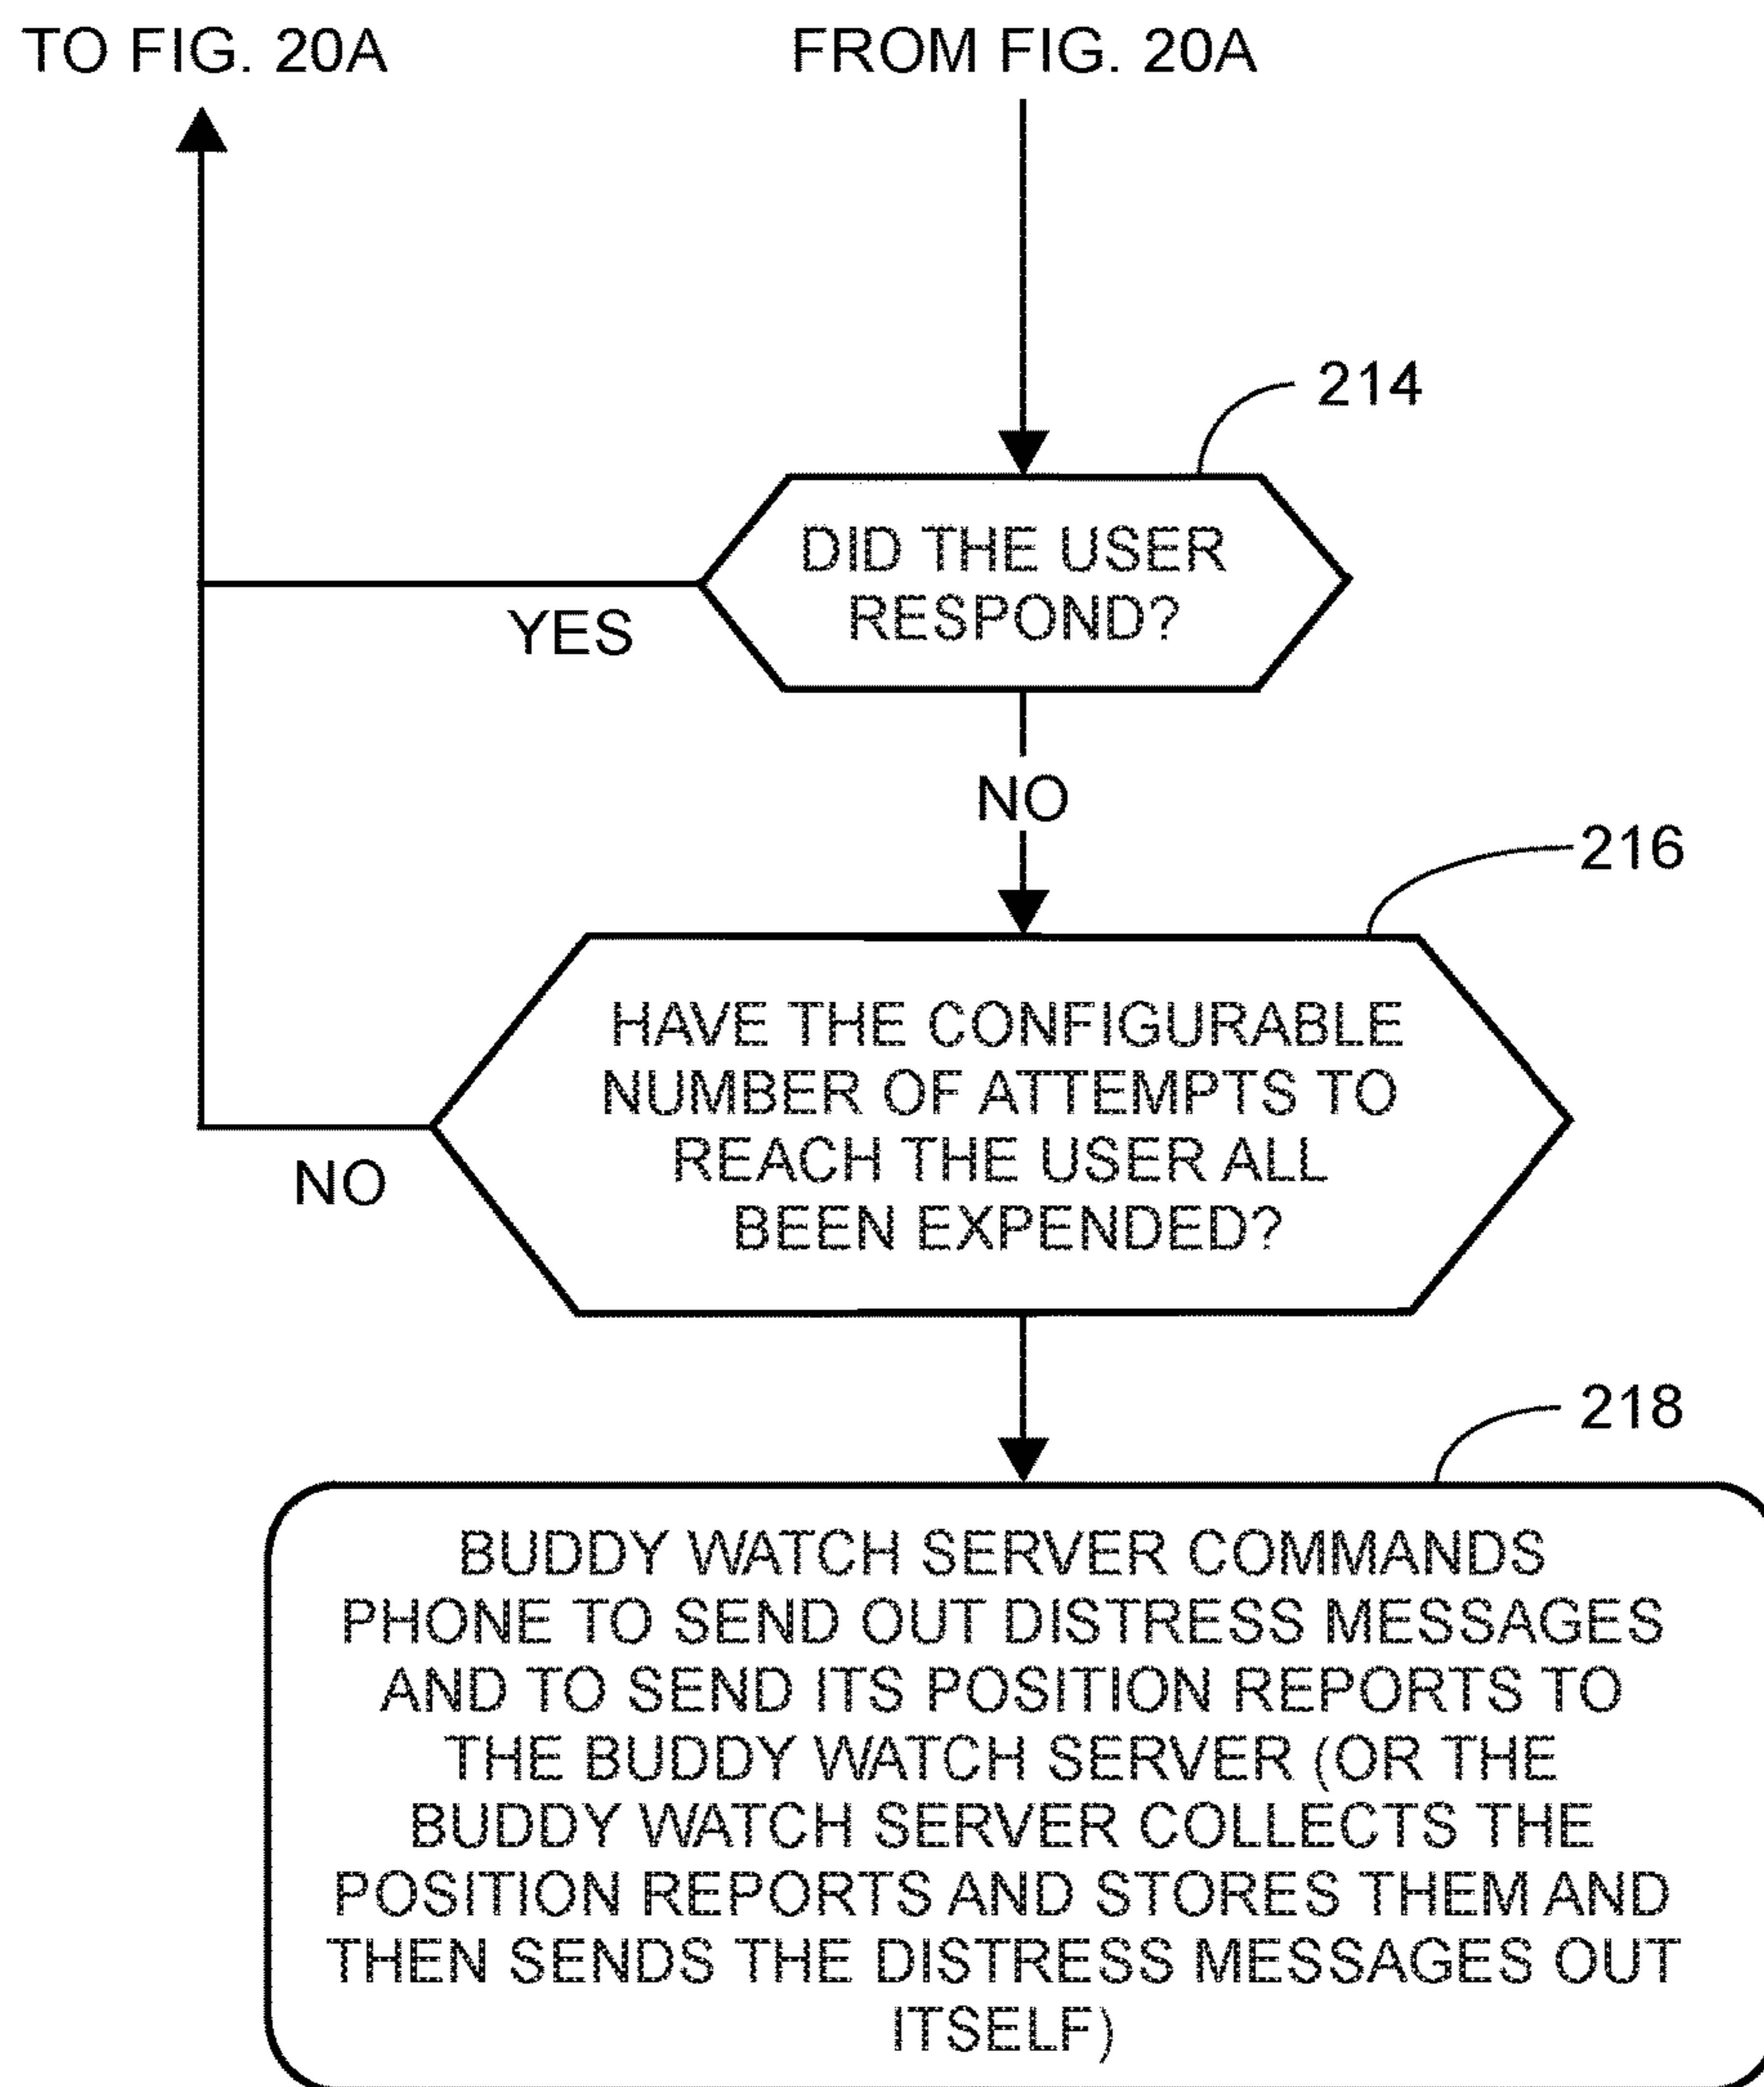 TO FIG. 20A
FROM FIG. 20A
214
DID THE USER
RESPOND?
YES
NO
216
HAVE THE CONFIGURABLE
NUMBER OF ATTEMPTS TO
REACH THE USER ALL
BEEN EXPENDED?
NO
218
BUDDY WATCH SERVER COMMANDS
PHONE TO SEND OUT DISTRESS MESSAGES
AND TO SEND ITS POSITION REPORTS TO
THE BUDDY WATCH SERVER (OR THE
BUDDY WATCH SERVER COLLECTS THE
POSITION REPORTS AND STORES THEM AND
THEN SENDS THE DISTRESS MESSAGES OUT
ITSELF)